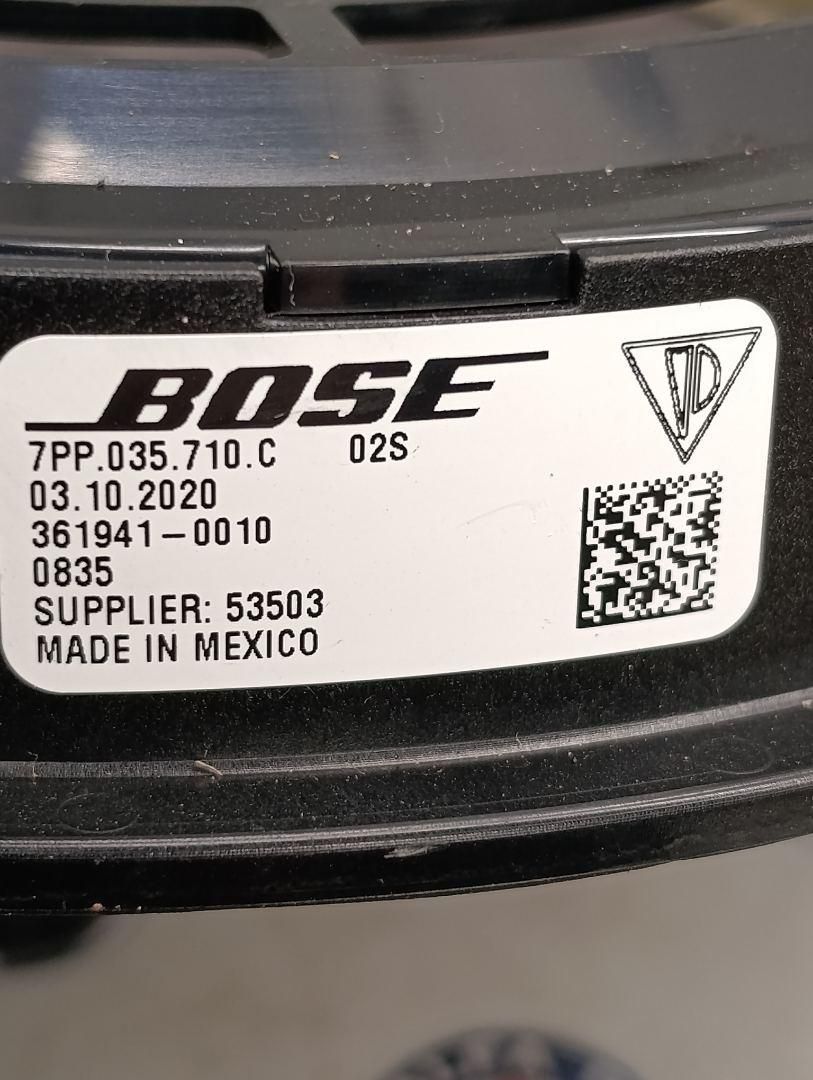 BOSE
7PP.035.710.C 02S
03.10.2020
361941-0010
0835
SUPPLIER: 53503
MADE IN MEXICO